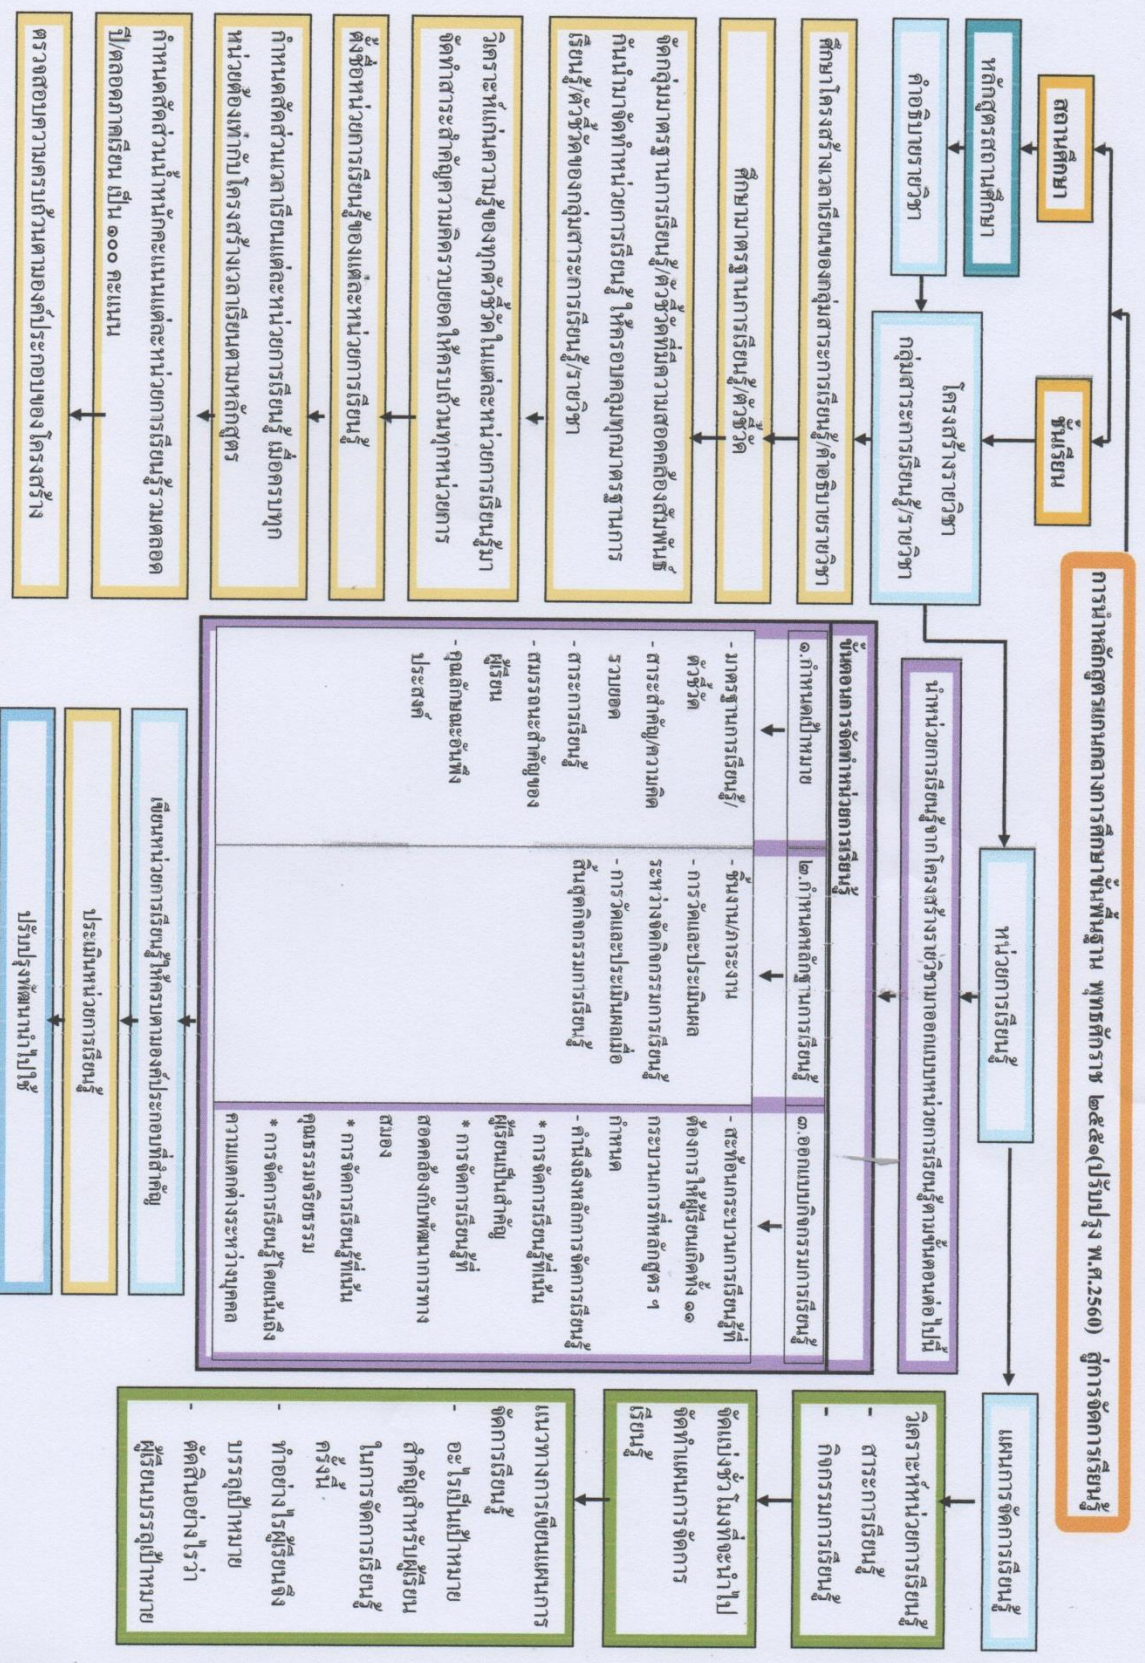 การนำหลักสูตรแกนกลางการศึกษาขั้นพื้นฐาน พุทธศักราช ๒๕๕๑(ปรับปรุง พ.ศ.2560) สู่การจัดการเรียนรู้
สถานศึกษา
หลักสูตรสถานศึกษา
คำอธิบายรายวิชา
ชั้นเรียน
โครงสร้างรายวิชา
กลุ่มสาระการเรียนรู้/รายวิชา
ศึกษาโครงสร้างเวลาเรียนของกลุ่มสาระการเรียนรู้/คำอธิบายรายวิชา
ศึกษามาตรฐานการเรียนรู้/ตัวชี้วัด
จัดกลุ่มมาตรฐานการเรียนรู้/ตัวชี้วัดที่มีความสอดคล้องสัมพันธ์
กันนำมาจัดทำหน่วยการเรียนรู้ ให้ครอบคลุมทุกมาตรฐานการ
เรียนรู้/ตัวชี้วัดของกลุ่มสาระการเรียนรู้/รายวิชา
วิเคราะห์แก่นความรู้ของทุกตัวชี้วัดในแต่ละหน่วยการเรียนรู้มา
จัดทำสาระสำคัญความคิดรวบยอดให้ครบถ้วนทุกหน่วยการ
ตั้งชื่อหน่วยการเรียนรู้ของแต่ละหน่วยการเรียนรู้
กำหนดสัดส่วนเวลาเรียนแต่ละหน่วยการเรียนรู้ เมื่อครบทุก
หน่วยต้องเท่ากับโครงสร้างเวลาเรียนตามหลักสูตร
กำหนดสัดส่วนน้ำหนักคะแนนแต่ละหน่วยการเรียนรู้รวมตลอด
ปี/ตลอดภาคเรียน เป็น ๑๐๐ คะแนน
ตรวจสอบความครบถ้วนตามองค์ประกอบของโครงสร้าง
หน่วยการเรียนรู้
นำหน่วยการเรียนรู้จากโครงสร้างรายวิชามาออกแบบหน่วยการเรียนรู้ตามขั้นตอนต่อไปนี้
ขั้นตอนการจัดทำหน่วยการเรียนรู้
๑.กำหนดเป้าหมาย
- มาตรฐานการเรียนรู้/
ตัวชี้วัด
- สาระสำคัญ/ความคิด
รวบยอด
- สาระการเรียนรู้
- สมรรถนะสำคัญของ
ผู้เรียน
- คุณลักษณะอันพึง
ประสงค์
๒.กำหนดหลักฐานการเรียนรู้
- ชิ้นงาน/ภาระงาน
- การวัดและประเมินผล
ระหว่างจัดกิจกรรมการเรียนรู้
- การวัดและประเมินผลเมื่อ
สิ้นสุดกิจกรรมการเรียนรู้
๓.ออกแบบกิจกรรมการเรียนรู้
- สะท้อนกระบวนการเรียนรู้ที่
ต้องการให้ผู้เรียนเกิดทั้ง ๑๑
กระบวนการที่หลักสูตร ฯ
กำหนด
- คำนึงถึงหลักการจัดการเรียนรู้
* การจัดการเรียนรู้ที่เน้น
ผู้เรียนเป็นสำคัญ
* การจัดการเรียนรู้ที่
สอดคล้องกับพัฒนาการทาง
สมอง
* การจัดการเรียนรู้ที่เน้น
คุณธรรมจริยธรรม
* การจัดการเรียนรู้โดยเน้นถึง
ความแตกต่างระหว่างบุคคล
เขียนหน่วยการเรียนรู้ให้ครบตามองค์ประกอบที่สำคัญ
ประเมินหน่วยการเรียนรู้
ปรับปรุงพัฒนานำไปใช้
แผนการจัดการเรียนรู้
วิเคราะห์หน่วยการเรียนรู้
- สาระการเรียนรู้
- กิจกรรมการเรียนรู้
จัดแบ่งชั่วโมงที่จะนำไป
จัดทำแผนการจัดการ
เรียนรู้
แนวทางการเขียนแผนการ
จัดการเรียนรู้
- อะไรเป็นเป้าหมาย
สำคัญสำหรับผู้เรียน
ในการจัดการเรียนรู้
ครั้งนี้
- ทำอย่างไรผู้เรียนจึง
บรรลุเป้าหมาย
- ตัดสินอย่างไรว่า
ผู้เรียนบรรลุเป้าหมาย